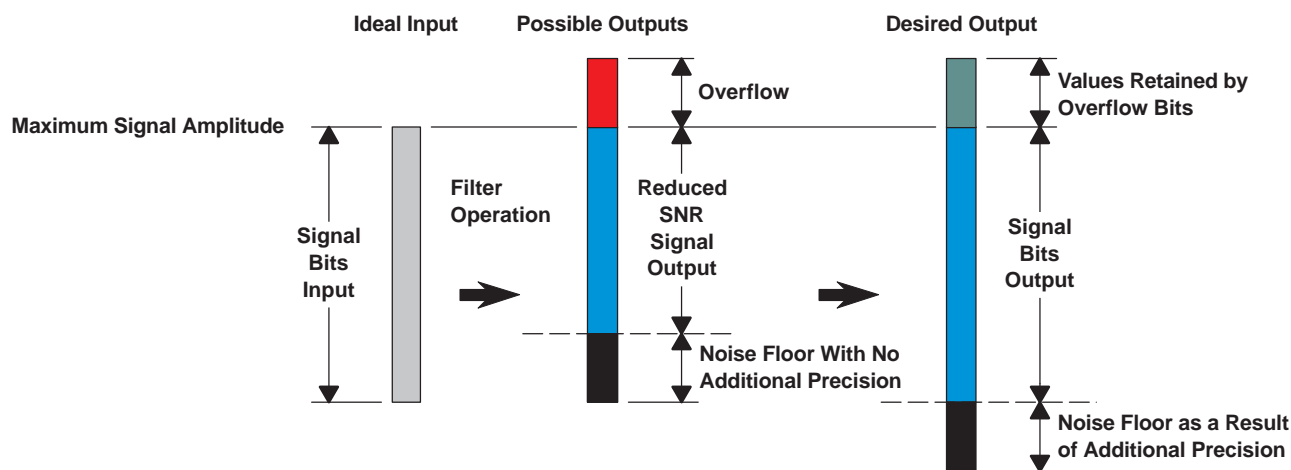 Ideal Input
Possible Outputs
Desired Output
Maximum Signal Amplitude
Overflow
Values Retained by
Overflow Bits
Filter
Operation
Signal
Bits
Input
Reduced
SNR
Signal
Output
Signal
Bits
Output
Noise Floor With No
Additional Precision
Noise Floor as a Result
of Additional Precision